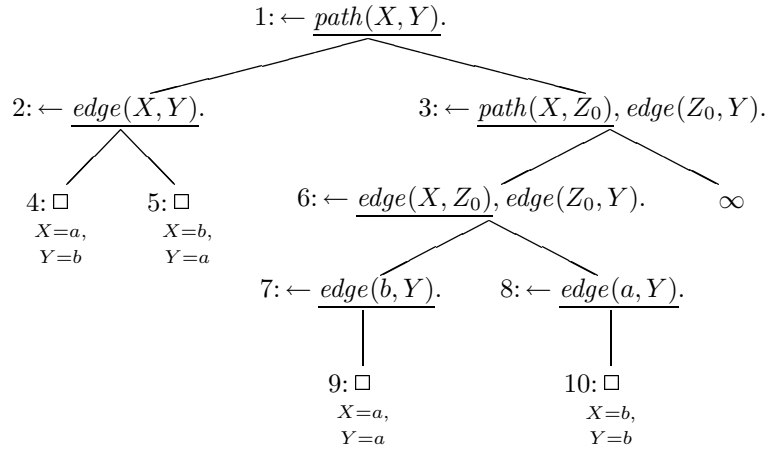 1: ← path(X, Y).
2: ← edge(X, Y).
3: ← path(X, Z₀), edge(Z₀, Y).
4: □
5: □
6: ← edge(X, Z₀), edge(Z₀, Y).
∞
X=a,
X=b,
Y=b
Y=a
7: ← edge(b, Y).
8: ← edge(a, Y).
9: □
10: □
X=a,
X=b,
Y=a
Y=b